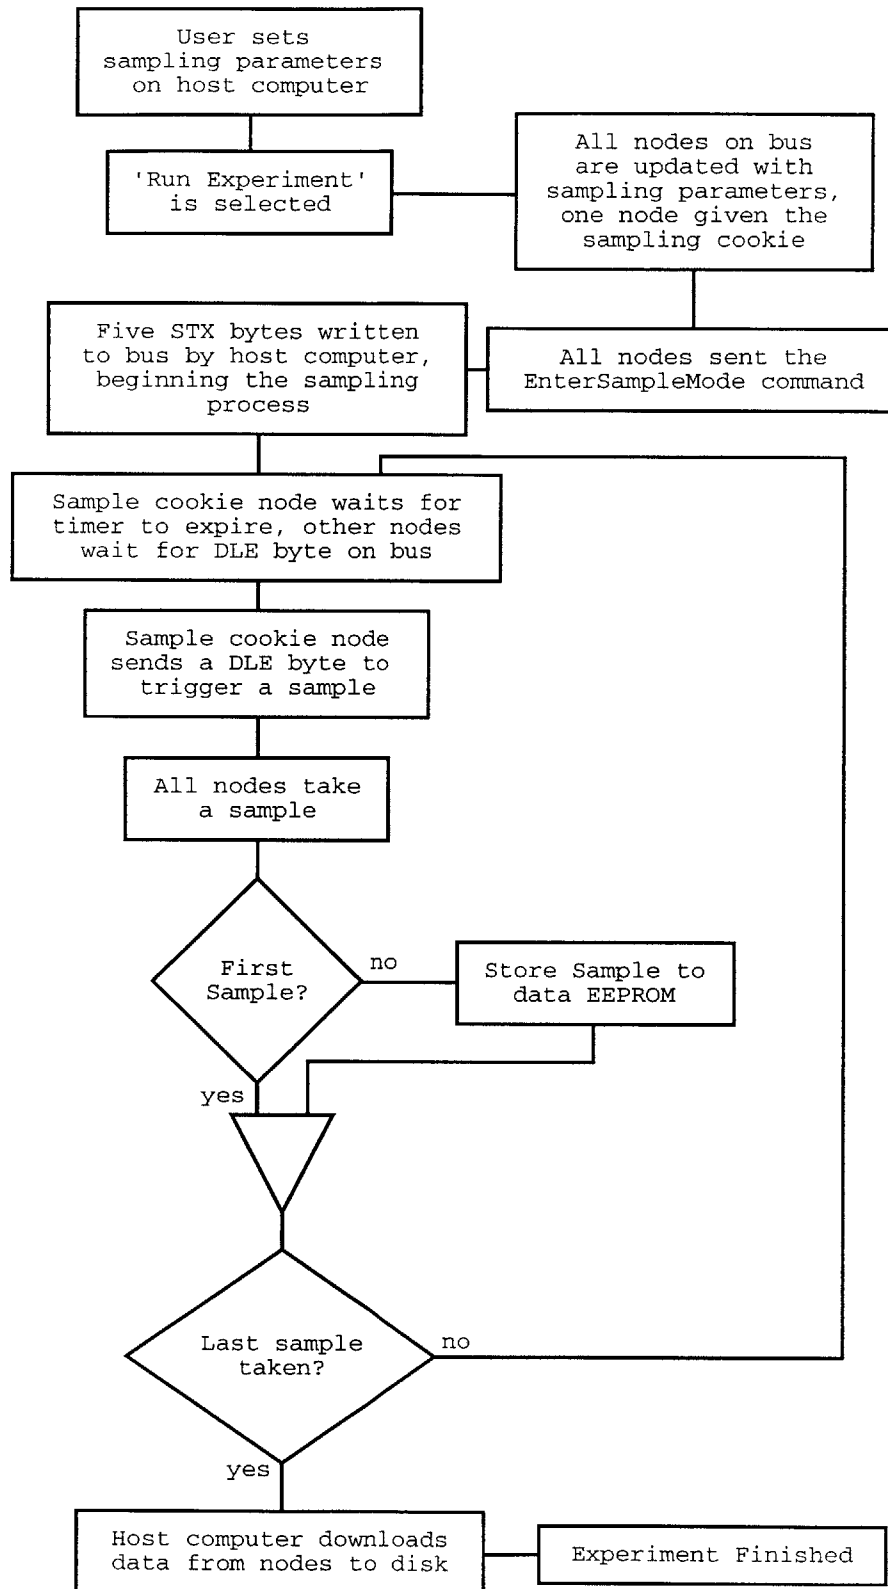 User sets
sampling parameters
on host computer
'Run Experiment'
is selected
All nodes on bus
are updated with
sampling parameters,
one node given the
sampling cookie
Five STX bytes written
to bus by host computer,
beginning the sampling
process
All nodes sent the
EnterSampleMode command
Sample cookie node waits for
timer to expire, other nodes
wait for DLE byte on bus
Sample cookie node
sends a DLE byte to
trigger a sample
All nodes take
a sample
First
Sample?
no
Store Sample to
data EEPROM
yes
Last sample
taken?
no
yes
Host computer downloads
data from nodes to disk
Experiment Finished